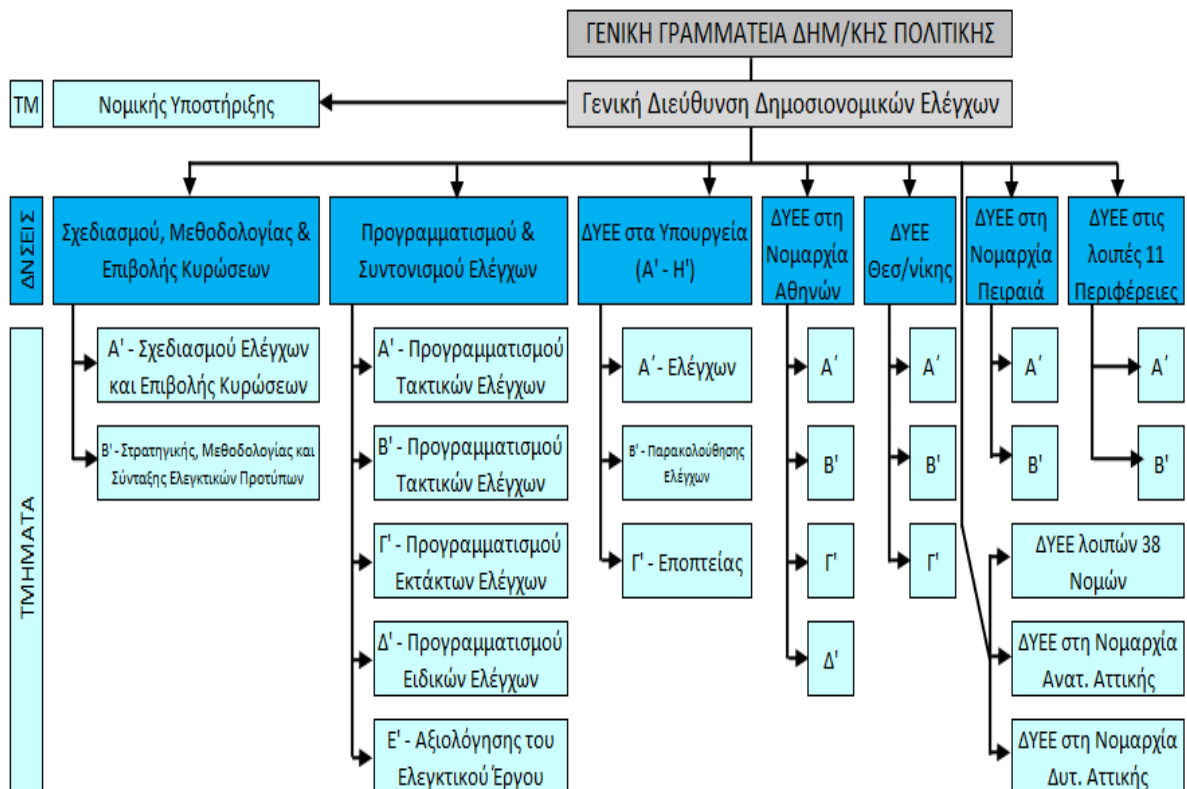 ΓΕΝΙΚΗ ΓΡΑΜΜΑΤΕΙΑ ΔΗΜ/ΚΗΣ ΠΟΛΙΤΙΚΗΣ
ΤΜ
Νομικής Υποστήριξης
Γενική Διεύθυνση Δημοσιονομικών Ελέγχων
ΔΝΣΕΙΣ
Σχεδιασμού, Μεθοδολογίας &
Επιβολής Κυρώσεων
Προγραμματισμού &
Συντονισμού Ελέγχων
ΔΥΕΕ στα Υπουργεία
(Α' - Η')
ΔΥΕΕ στη
Νομαρχία
Αθηνών
ΔΥΕΕ
Θεσ/νίκης
ΔΥΕΕ στη
Νομαρχία
Πειραιά
ΔΥΕΕ στις
λοιπές 11
Περιφέρειες
ΤΜΗΜΑΤΑ
Α' - Σχεδιασμού Ελέγχων
και Επιβολής Κυρώσεων
Β' - Στρατηγικής, Μεθοδολογίας και
Σύνταξης Ελεγκτικών Προτύπων
Α' - Προγραμματισμού
Τακτικών Ελέγχων
Β' - Προγραμματισμού
Τακτικών Ελέγχων
Γ' - Προγραμματισμού
Εκτάκτων Ελέγχων
Δ' - Προγραμματισμού
Ειδικών Ελέγχων
Ε' - Αξιολόγησης του
Ελεγκτικού Έργου
Α΄ - Ελέγχων
Β' - Παρακολούθησης
Ελέγχων
Γ' - Εποπτείας
Α΄
Β'
Γ'
Δ'
Α΄
Β'
Γ'
Α΄
Β'
Α΄
Β'
ΔΥΕΕ λοιπών 38
Νομών
ΔΥΕΕ στη Νομαρχία
Ανατ. Αττικής
ΔΥΕΕ στη Νομαρχία
Δυτ. Αττικής